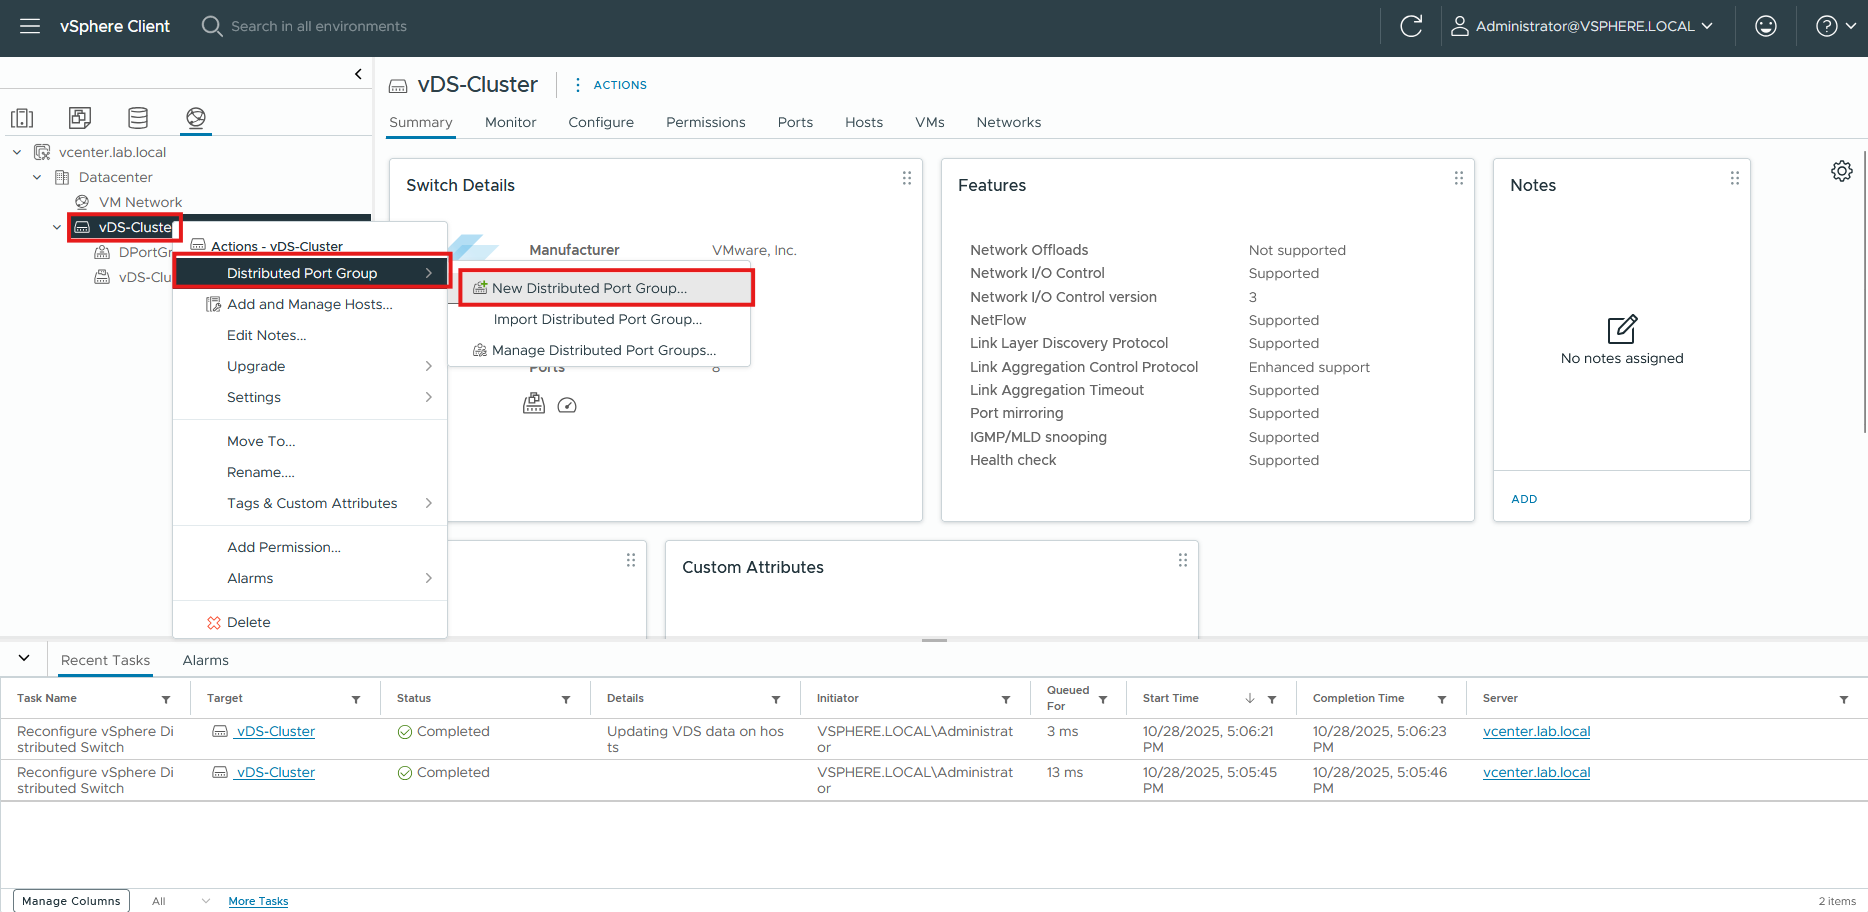 vSphere Client
Search in all environments
Administrator@VSPHERE.LOCAL
vcenter.lab.local
Datacenter
VM Network
vDS-Cluste
DPortGr
vDS-Clu
vDS-Cluster
ACTIONS
Summary
Monitor
Configure
Permissions
Ports
Hosts
VMs
Networks
Actions - vDS-Cluster
Distributed Port Group
Add and Manage Hosts...
Edit Notes...
Upgrade
Settings
Move To...
Rename....
Tags & Custom Attributes
Add Permission...
Alarms
Delete
New Distributed Port Group...
Import Distributed Port Group...
Manage Distributed Port Groups...
Switch Details
Manufacturer VMware, Inc.
Ports 8
Features
Network Offloads Not supported
Network I/O Control Supported
Network I/O Control version 3
NetFlow Supported
Link Layer Discovery Protocol Supported
Link Aggregation Control Protocol Enhanced support
Link Aggregation Timeout Supported
Port mirroring Supported
IGMP/MLD snooping Supported
Health check Supported
Notes
No notes assigned
ADD
Custom Attributes
Recent Tasks
Alarms
Task Name Target Status Details Initiator Queued For Start Time Completion Time Server
Reconfigure vSphere Di vDS-Cluster Completed Updating VDS data on hos VSPHERE.LOCAL\Administrat 3 ms 10/28/2025, 5:06:21 10/28/2025, 5:06:23 vcenter.lab.local
stributed Switch ts or PM PM
Reconfigure vSphere Di vDS-Cluster Completed VSPHERE.LOCAL\Administrat 13 ms 10/28/2025, 5:05:45 10/28/2025, 5:05:46 vcenter.lab.local
stributed Switch or PM PM
Manage Columns
All
More Tasks
2 items